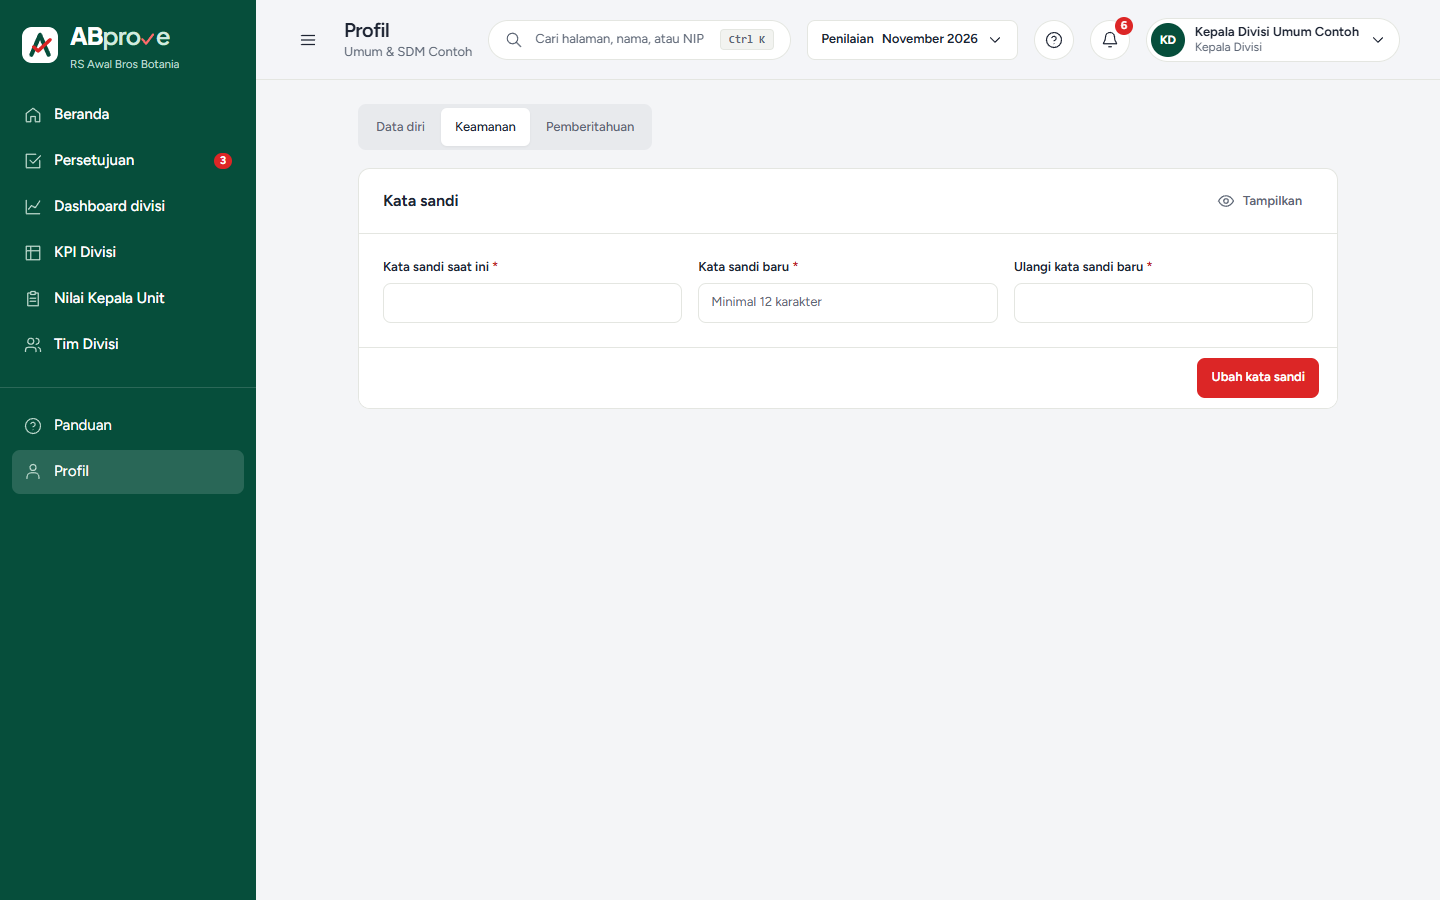 ABprove
RS Awal Bros Botania
Beranda
Persetujuan 3
Dashboard divisi
KPI Divisi
Nilai Kepala Unit
Tim Divisi
Panduan
Profil
Profil
Umum & SDM Contoh
Cari halaman, nama, atau NIP Ctrl K
Penilaian November 2026
6
KD
Kepala Divisi Umum Contoh
Kepala Divisi
Data diri Keamanan Pemberitahuan
Kata sandi Tampilkan
Kata sandi saat ini * Kata sandi baru * Ulangi kata sandi baru *
Minimal 12 karakter
Ubah kata sandi